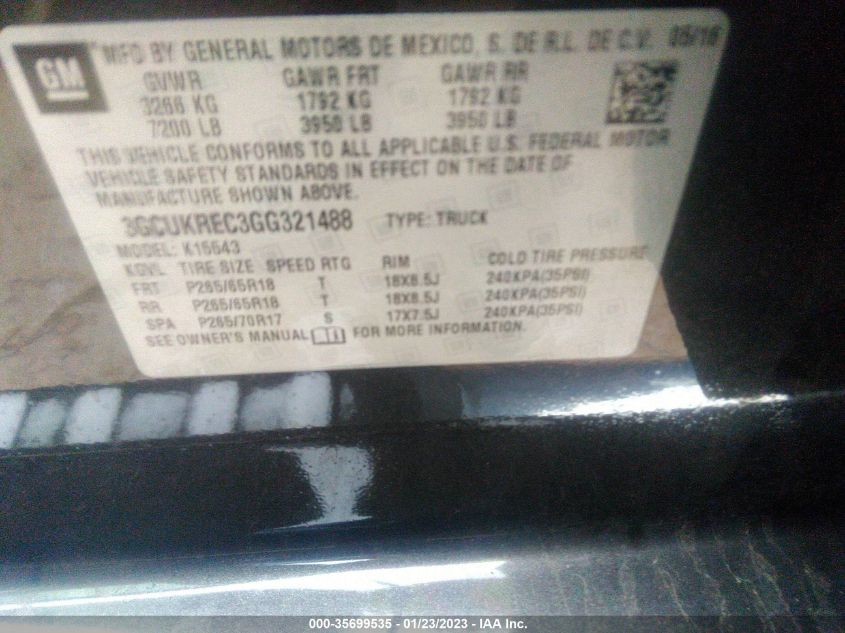 GM
MFD BY GENERAL MOTORS DE MEXICO, S. DE R.L. DE C.V. 05/16
GVWR GAWR FRT GAWR RR
3266 KG 1792 KG 1792 KG
7200 LB 3950 LB 3950 LB
THIS VEHICLE CONFORMS TO ALL APPLICABLE U.S. FEDERAL MOTOR
VEHICLE SAFETY STANDARDS IN EFFECT ON THE DATE OF
MANUFACTURE SHOWN ABOVE.
3GCUKREC3GG321488 TYPE: TRUCK
MODEL: K15543
KGVL TIRE SIZE SPEED RTG RIM COLD TIRE PRESSURE
FRT P265/65R18 T 18X8.5J 240KPA(35PSI)
RR P265/65R18 T 18X8.5J 240KPA(35PSI)
SPA P265/70R17 S 17X7.5J 240KPA(35PSI)
SEE OWNER'S MANUAL FOR MORE INFORMATION.
000-35699535 - 01/23/2023 - IAA Inc.